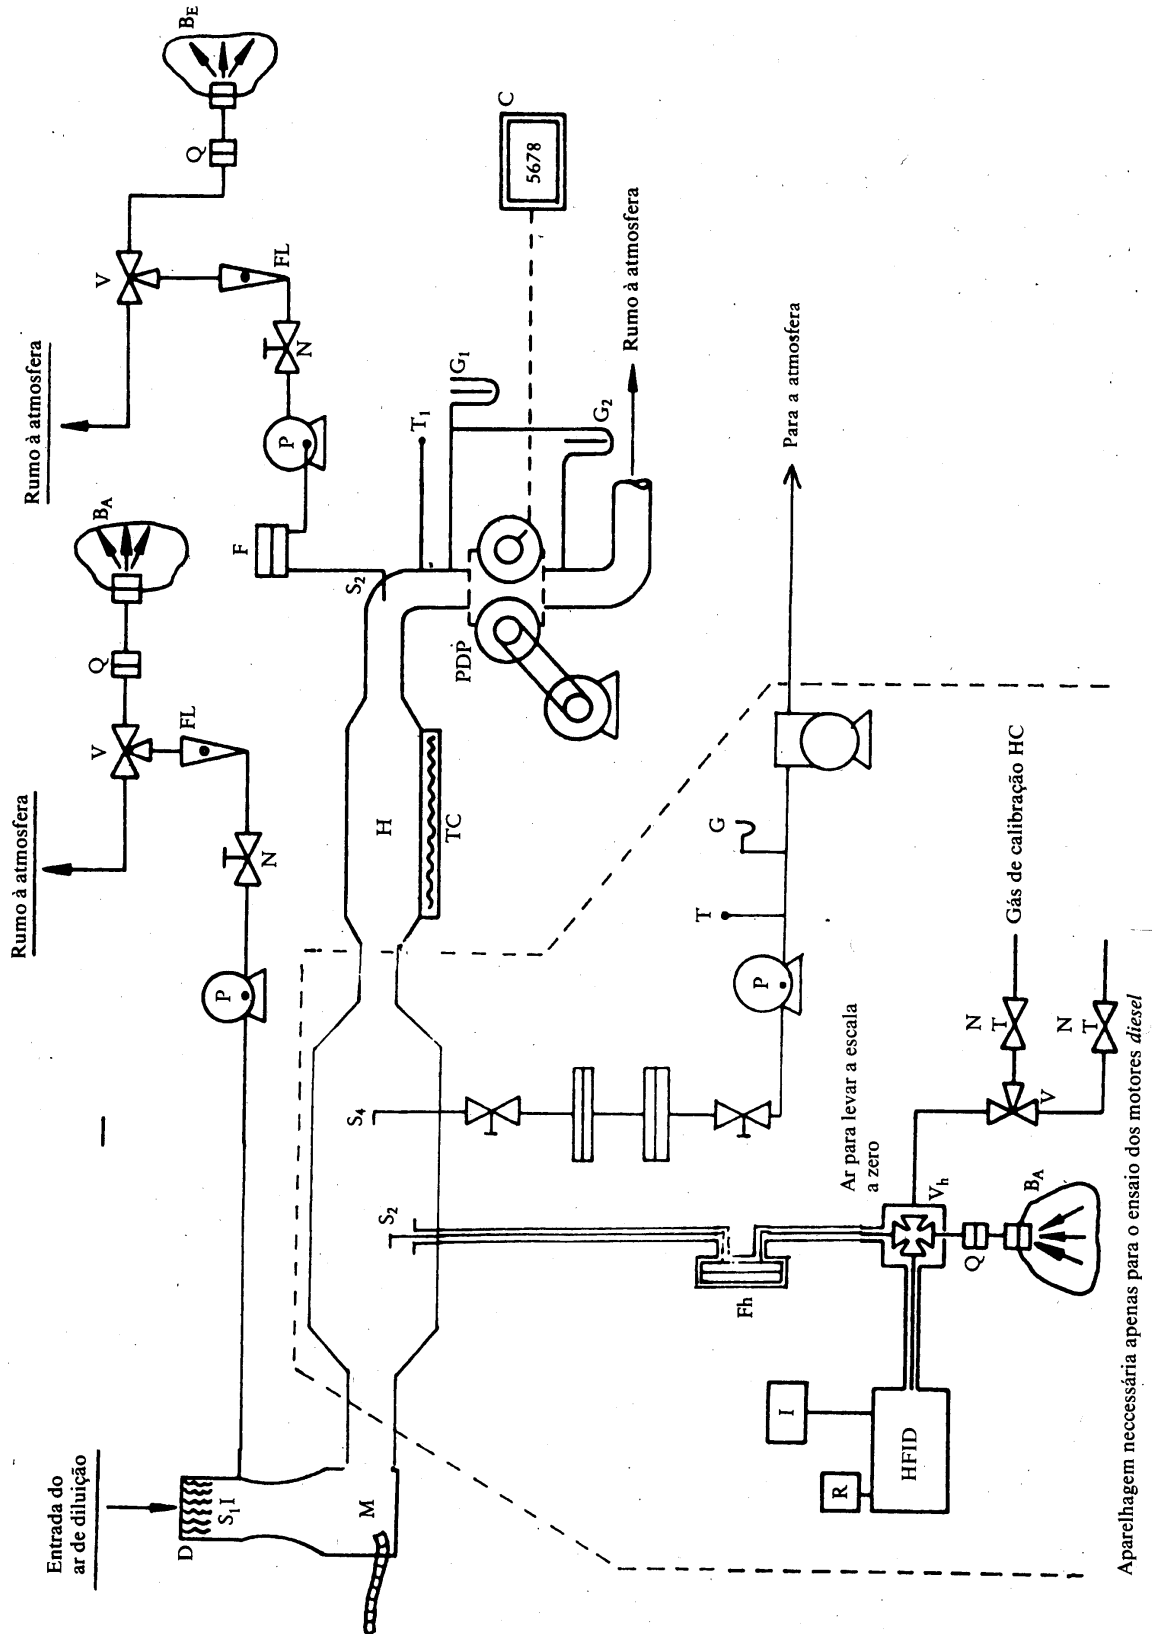 Entrada do
ar de diluição
D
S1 I
M
Rumo à atmosfera
P
N
FL
V
Q
BA
Rumo à atmosfera
F
P
N
FL
V
Q
BE
S2
H
TC
T1
G1
G2
PDP
C
5678
Rumo à atmosfera
S4
S2
P
T
G
Para a atmosfera
Fh
Ar para levar a escala
a zero
Vh
Q
BA
V
N
T
N
T
Gás de calibração HC
R
I
HFID
Aparelhagem neccessária apenas para o ensaio dos motores diesel